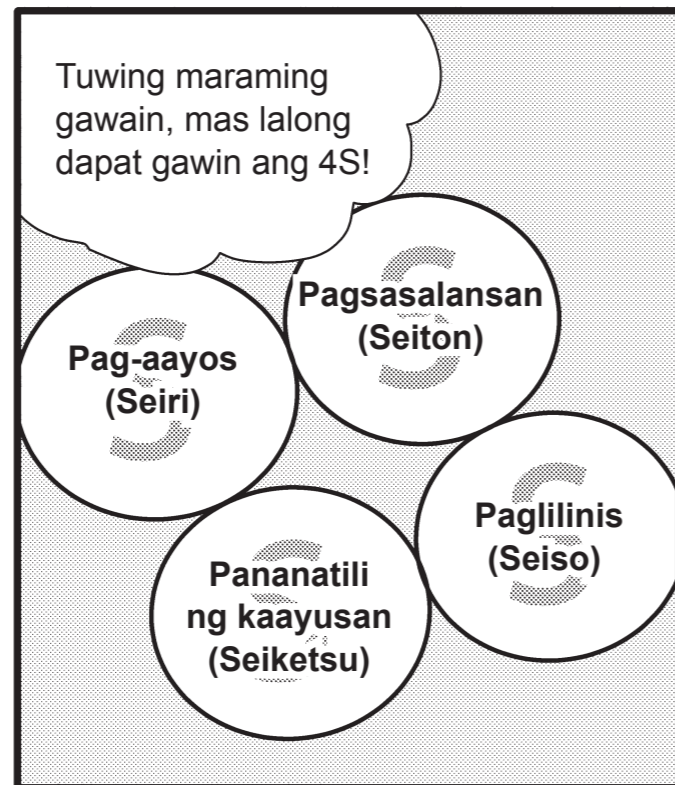 Tuwing maraming
gawain, mas lalong
dapat gawin ang 4S!
Pag-aayos
(Seiri)
Pagsasalansan
(Seiton)
Paglilinis
(Seiso)
Pananatili
ng kaayusan
(Seiketsu)
S
S
S
S